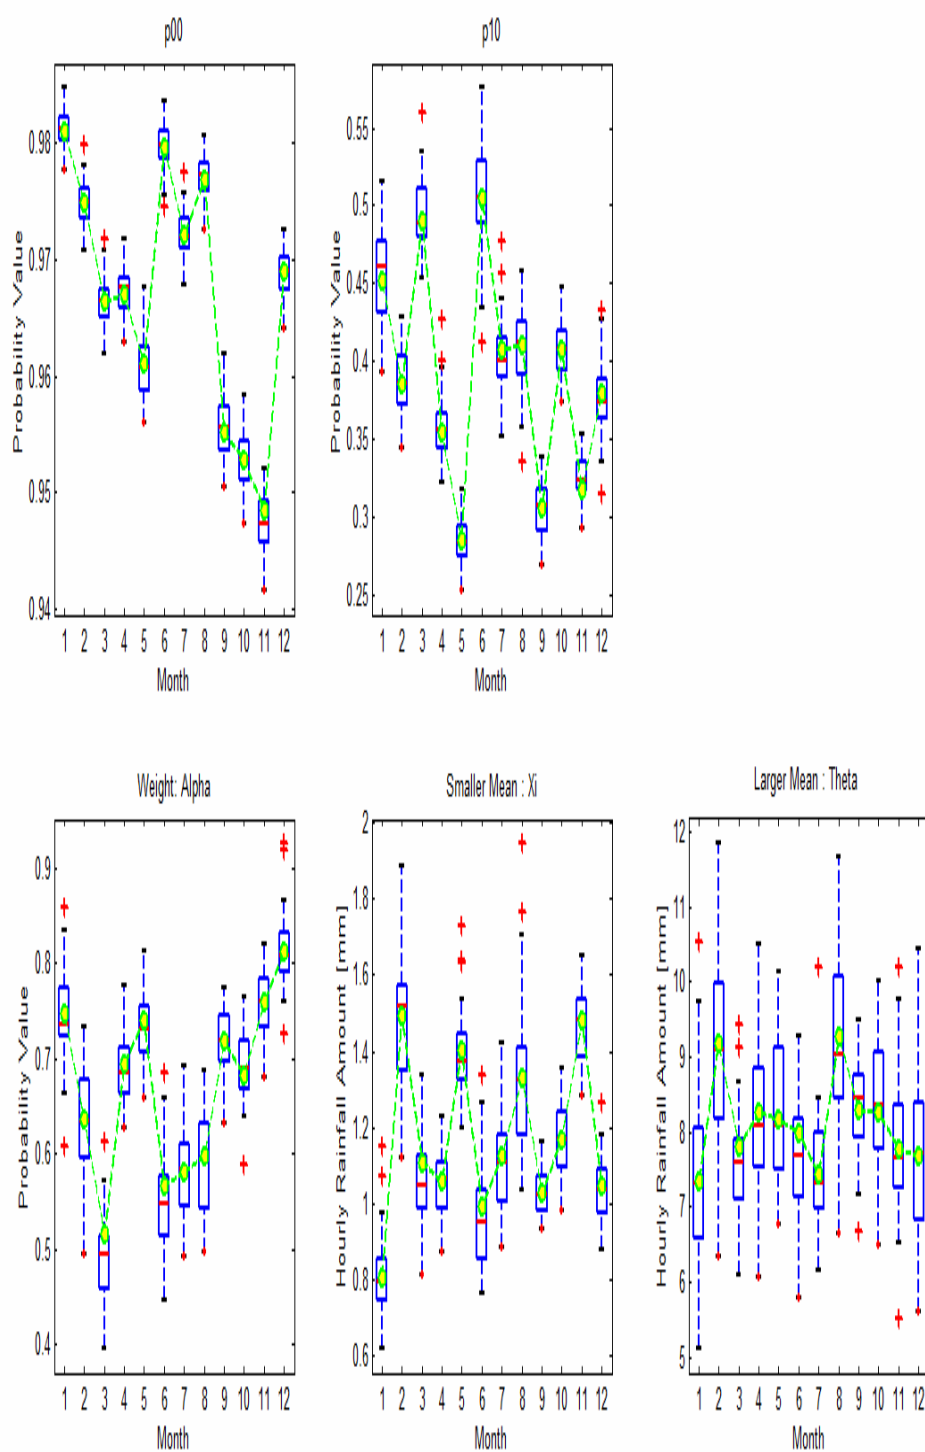 p00
Probability Value
0.98
0.97
0.96
0.95
0.94
1 2 3 4 5 6 7 8 9 10 11 12
Month
p10
Probability Value
0.55
0.5
0.45
0.4
0.35
0.3
0.25
1 2 3 4 5 6 7 8 9 10 11 12
Month
Weight: Alpha
Probability Value
0.9
0.8
0.7
0.6
0.5
0.4
1 2 3 4 5 6 7 8 9 10 11 12
Month
Smaller Mean : Xi
Hourly Rainfall Amount [mm]
2
1.8
1.6
1.4
1.2
1
0.8
0.6
1 2 3 4 5 6 7 8 9 10 11 12
Month
Larger Mean : Theta
Hourly Rainfall Amount [mm]
12
11
10
9
8
7
6
5
1 2 3 4 5 6 7 8 9 10 11 12
Month